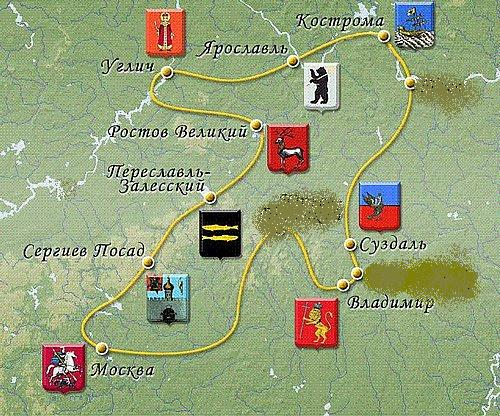 Кострома
Ярославль
Углич
Ростов Великий
Переславль-
Залесский
Сергиев Посад
Суздаль
Владимир
Москва